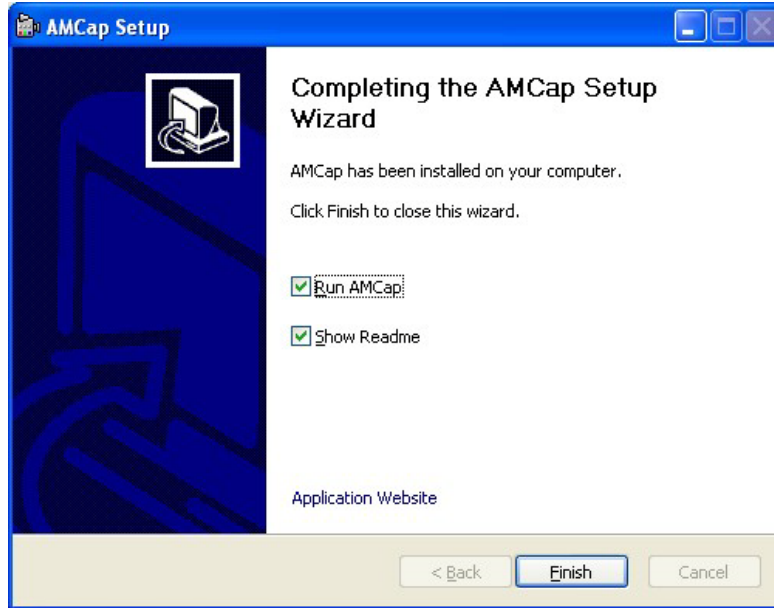 AMCap Setup
Completing the AMCap Setup
Wizard
AMCap has been installed on your computer.
Click Finish to close this wizard.
Run AMCap
Show Readme
Application Website
< Back Finish Cancel